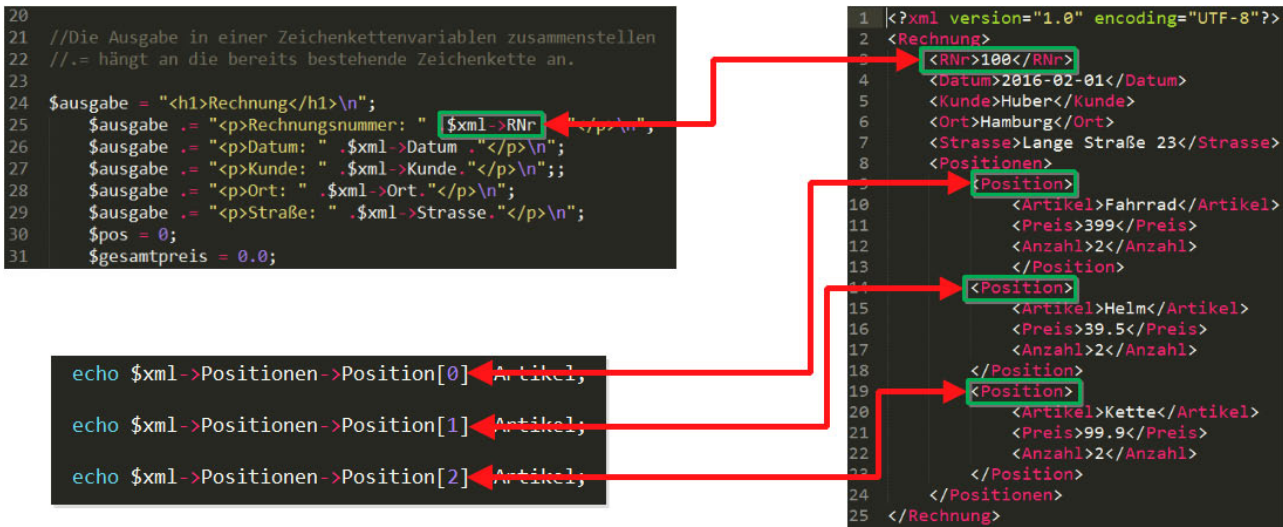 20
21 //Die Ausgabe in einer Zeichenkettenvariablen zusammenstellen
22 //.= hängt an die bereits bestehende Zeichenkette an.
23
24 $ausgabe = "<h1>Rechnung</h1>\n";
25 $ausgabe .= "<p>Rechnungsnummer: " .$xml->RNr "</p>\n";
26 $ausgabe .= "<p>Datum: " .$xml->Datum ."</p>\n";
27 $ausgabe .= "<p>Kunde: " .$xml->Kunde."</p>\n";;
28 $ausgabe .= "<p>Ort: " .$xml->Ort."</p>\n";
29 $ausgabe .= "<p>Straße: " .$xml->Strasse."</p>\n";
30 $pos = 0;
31 $gesamtpreis = 0.0;
echo $xml->Positionen->Position[0] Artikel;
echo $xml->Positionen->Position[1] Artikel;
echo $xml->Positionen->Position[2] Artikel;
1 <?xml version="1.0" encoding="UTF-8"?>
2 <Rechnung>
3 <RNr>100</RNr>
4 <Datum>2016-02-01</Datum>
5 <Kunde>Huber</Kunde>
6 <Ort>Hamburg</Ort>
7 <Strasse>Lange Straße 23</Strasse>
8 <Positionen>
9 <Position>
10 <Artikel>Fahrrad</Artikel>
11 <Preis>399</Preis>
12 <Anzahl>2</Anzahl>
13 </Position>
14 <Position>
15 <Artikel>Helm</Artikel>
16 <Preis>39.5</Preis>
17 <Anzahl>2</Anzahl>
18 </Position>
19 <Position>
20 <Artikel>Kette</Artikel>
21 <Preis>99.9</Preis>
22 <Anzahl>2</Anzahl>
23 </Position>
24 </Positionen>
25 </Rechnung>